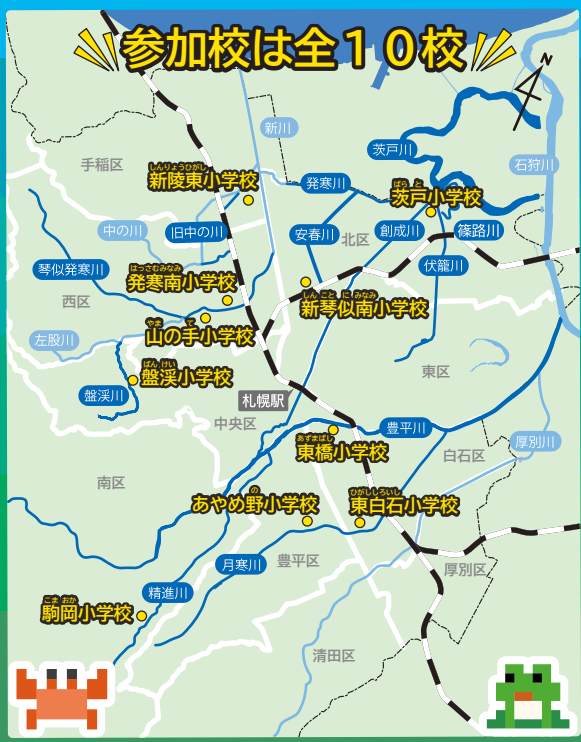 参加校は全１０校
N
新川
茨戸川
石狩川
手稲区
しんりょうひがし
新陵東小学校
発寒川
ばらと
茨戸小学校
中の川
旧中の川
安春川
北区
創成川
篠路川
琴似発寒川
はっさむみなみ
発寒南小学校
伏籠川
西区
しんことにみなみ
新琴似南小学校
やまて
山の手小学校
左股川
ばんけい
盤渓小学校
東区
盤渓川
札幌駅
中央区
豊平川
あずまばし
東橋小学校
白石区
厚別川
南区
の
あやめ野小学校
ひがししろいし
東白石小学校
月寒川
豊平区
厚別区
精進川
こまおか
駒岡小学校
清田区